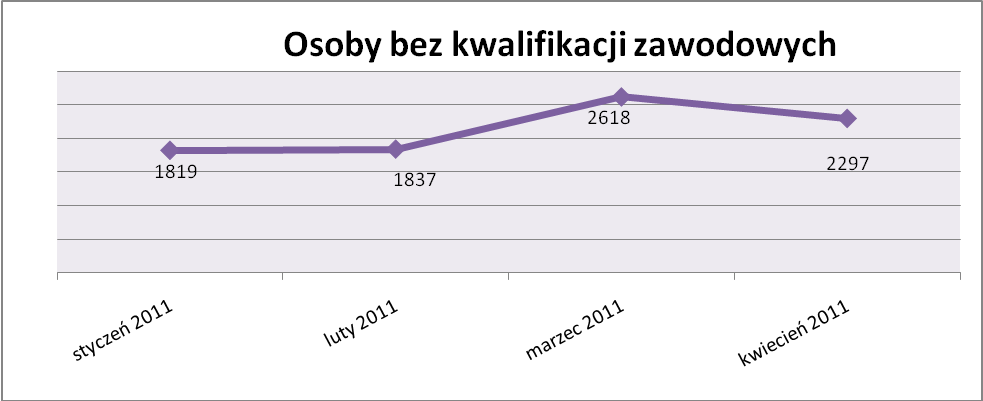 Osoby bez kwalifikacji zawodowych
2618
1819
1837
2297
styczeń 2011
luty 2011
marzec 2011
kwiecień 2011